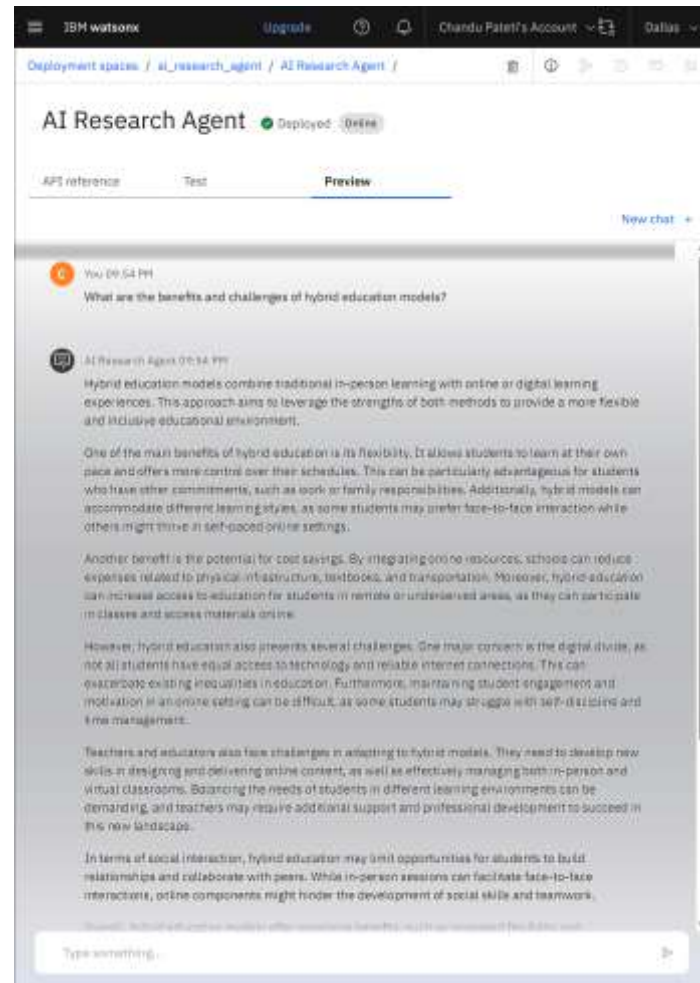 IBM watsonx
Upgrade
Chandu Pateti's Account
Dallas
Deployment spaces / ai_research_agent / AI Research Agent /
AI Research Agent
Deployed
Online
API reference
Test
Preview
New chat +
C
You 09:54 PM
What are the benefits and challenges of hybrid education models?
AI Research Agent 09:54 PM
Hybrid education models combine traditional in-person learning with online or digital learning
experiences. This approach aims to leverage the strengths of both methods to provide a more flexible
and inclusive educational environment.
One of the main benefits of hybrid education is its flexibility. It allows students to learn at their own
pace and offers more control over their schedules. This can be particularly advantageous for students
who have other commitments, such as work or family responsibilities. Additionally, hybrid models can
accommodate different learning styles, as some students may prefer face-to-face interaction while
others might thrive in self-paced online settings.
Another benefit is the potential for cost savings. By integrating online resources, schools can reduce
expenses related to physical infrastructure, textbooks, and transportation. Moreover, hybrid education
can increase access to education for students in remote or underserved areas, as they can participate
in classes and access materials online.
However, hybrid education also presents several challenges. One major concern is the digital divide, as
not all students have equal access to technology and reliable internet connections. This can
exacerbate existing inequalities in education. Furthermore, maintaining student engagement and
motivation in an online setting can be difficult, as some students may struggle with self-discipline and
time management.
Teachers and educators also face challenges in adapting to hybrid models. They need to develop new
skills in designing and delivering online content, as well as effectively managing both in-person and
virtual classrooms. Balancing the needs of students in different learning environments can be
demanding, and teachers may require additional support and professional development to succeed in
this new landscape.
In terms of social interaction, hybrid education may limit opportunities for students to build
relationships and collaborate with peers. While in-person sessions can facilitate face-to-face
interactions, online components might hinder the development of social skills and teamwork.
Type something...